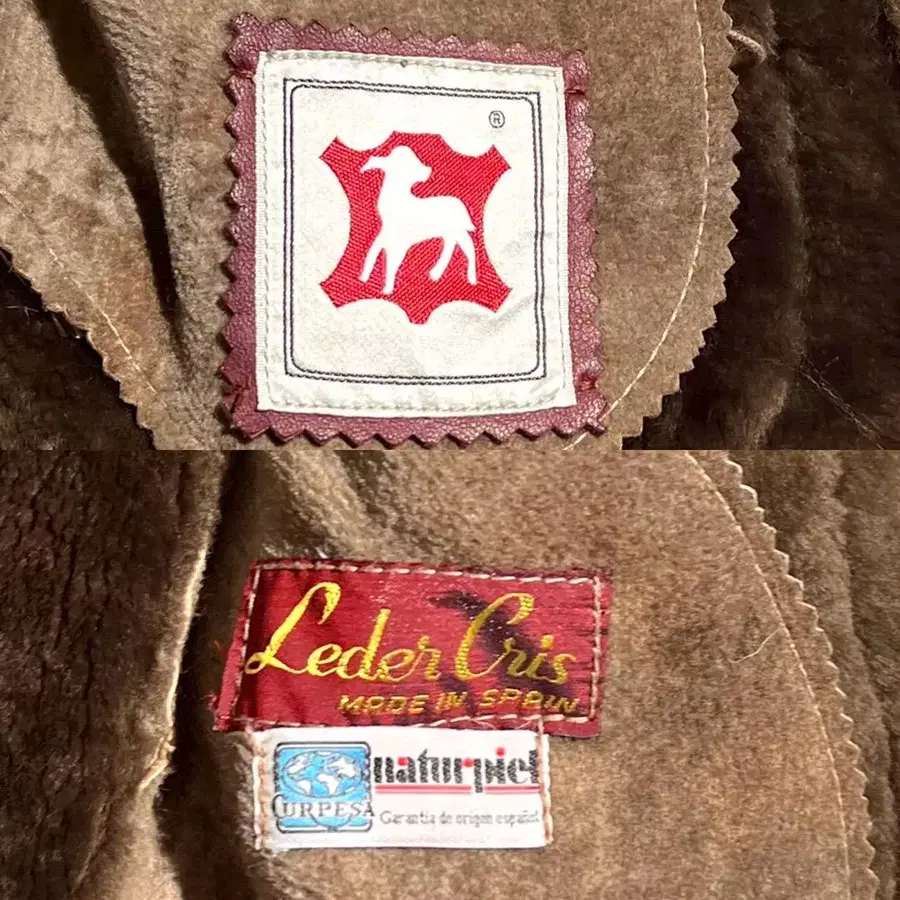 ®
Leder Cris
MADE IN SPAIN
naturpiel
CURPESA
Garantia de origen español